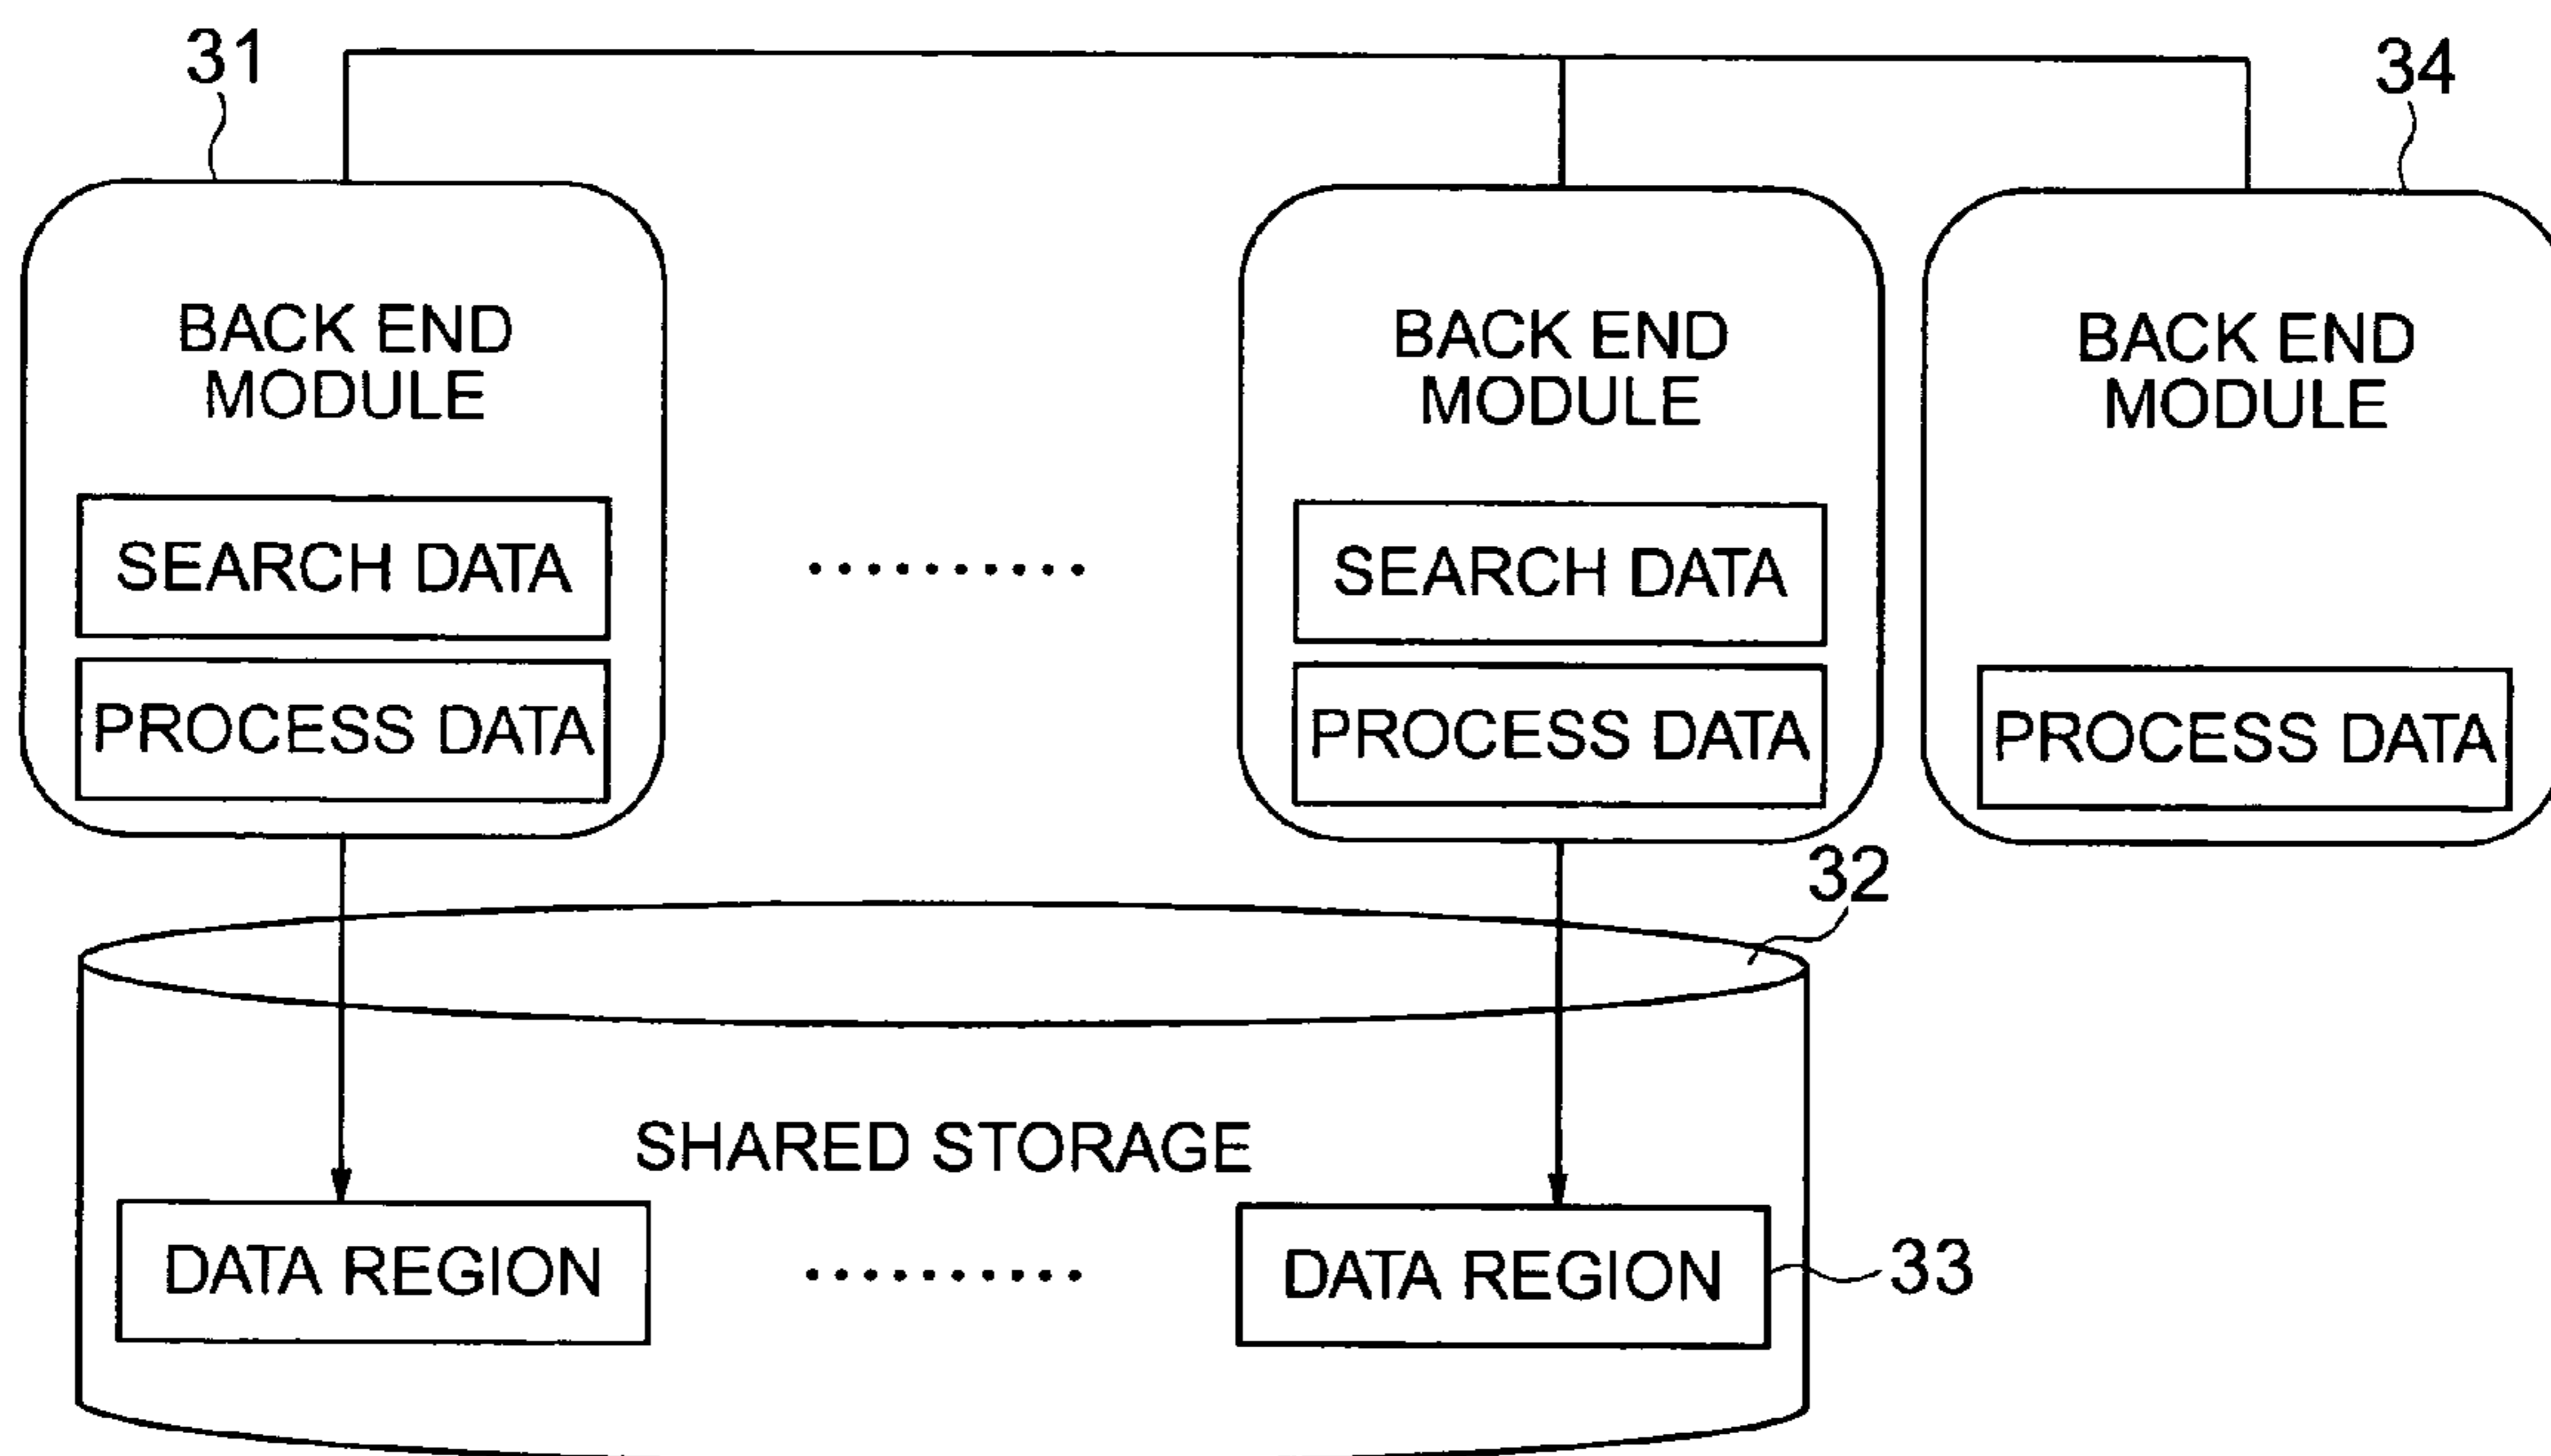 31
34
BACK END
MODULE
SEARCH DATA
PROCESS DATA
..........
BACK END
MODULE
SEARCH DATA
PROCESS DATA
BACK END
MODULE
PROCESS DATA
32
SHARED STORAGE
DATA REGION
..........
DATA REGION
33